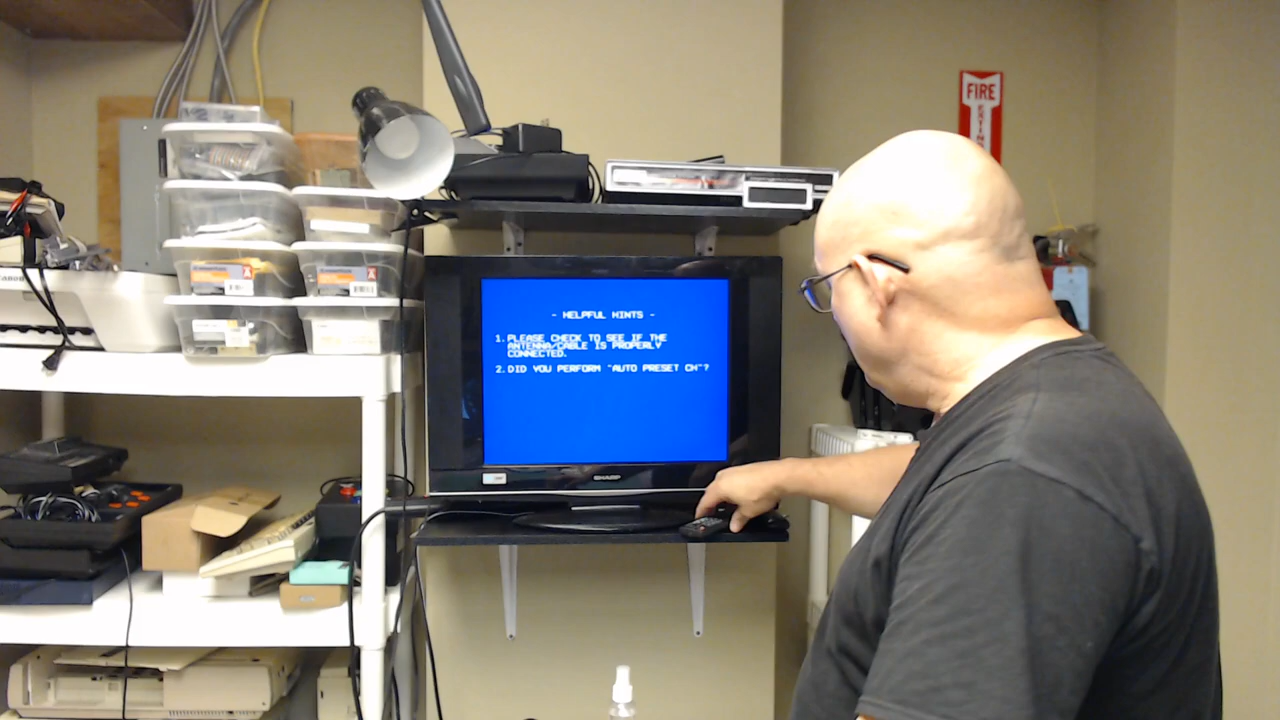 FIRE
- HELPFUL HINTS -
1. PLEASE CHECK TO SEE IF THE
ANTENNA/CABLE IS PROPERLY
CONNECTED.
2. DID YOU PERFORM "AUTO PRESET CH"?
SHARP
Canon